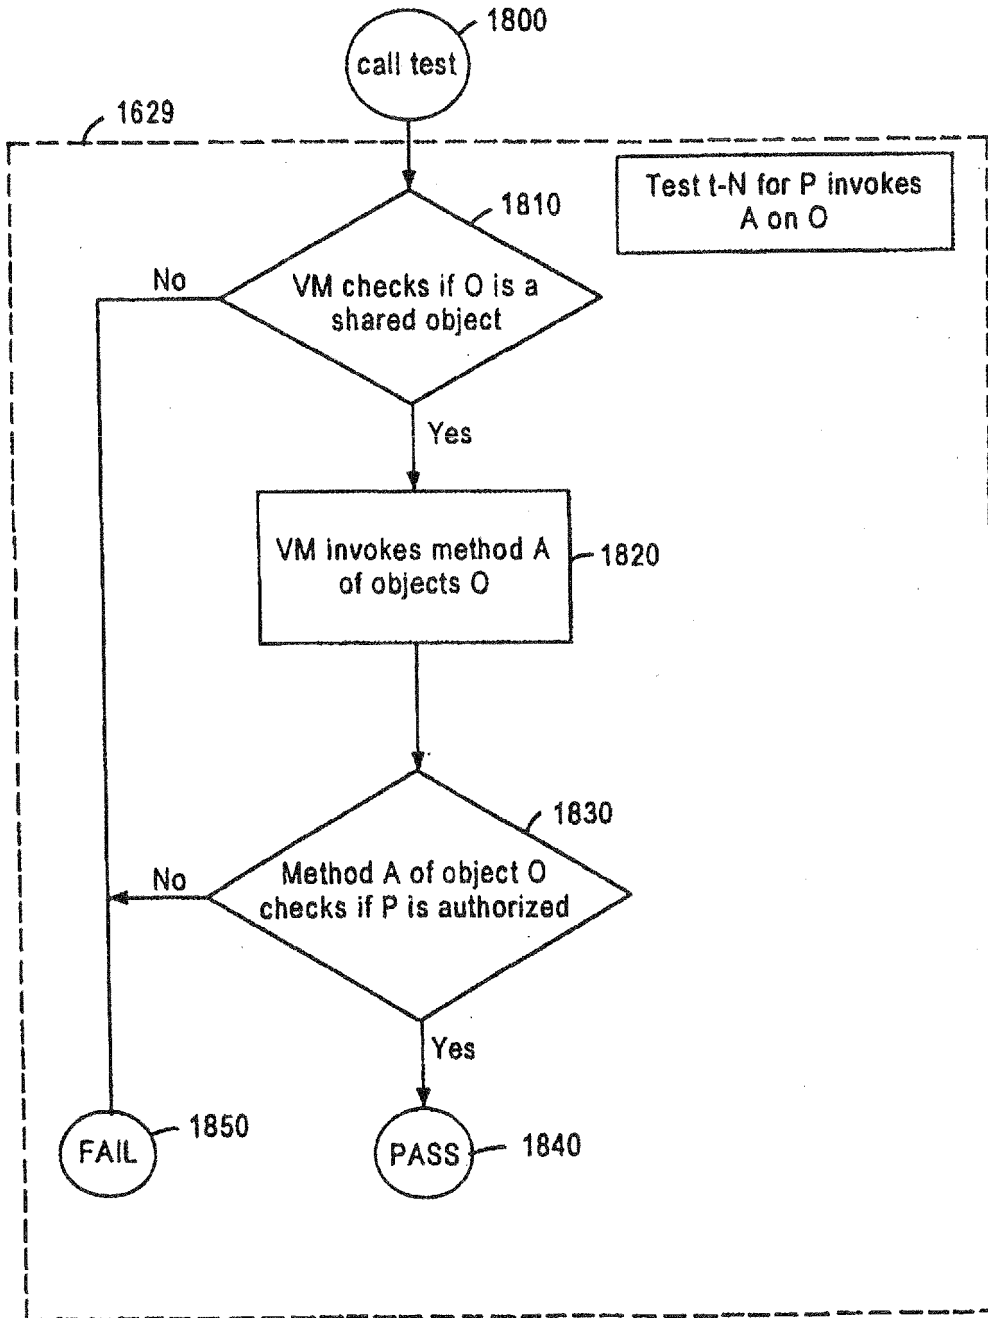 1800
call test
1629
Test t-N for P invokes
A on O
1810
No
VM checks if O is a
shared object
Yes
VM invokes method A
of objects O
1820
1830
No
Method A of object O
checks if P is authorized
Yes
FAIL
1850
PASS
1840